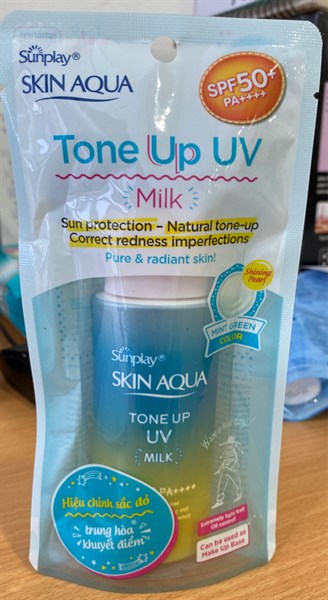 Sunplay®
SKIN AQUA
SPF50+
PA++++
Tone Up UV
Milk
Sun protection – Natural tone-up
Correct redness imperfections
Pure & radiant skin!
Shining
Pearl
MINT GREEN
COLOR
Sunplay®
SKIN AQUA
TONE UP
UV
MILK
PA++++
Hiệu chỉnh sắc đỏ
trung hòa
khuyết điểm
Extremely light feel
Oil control
Can be used as
Make Up Base